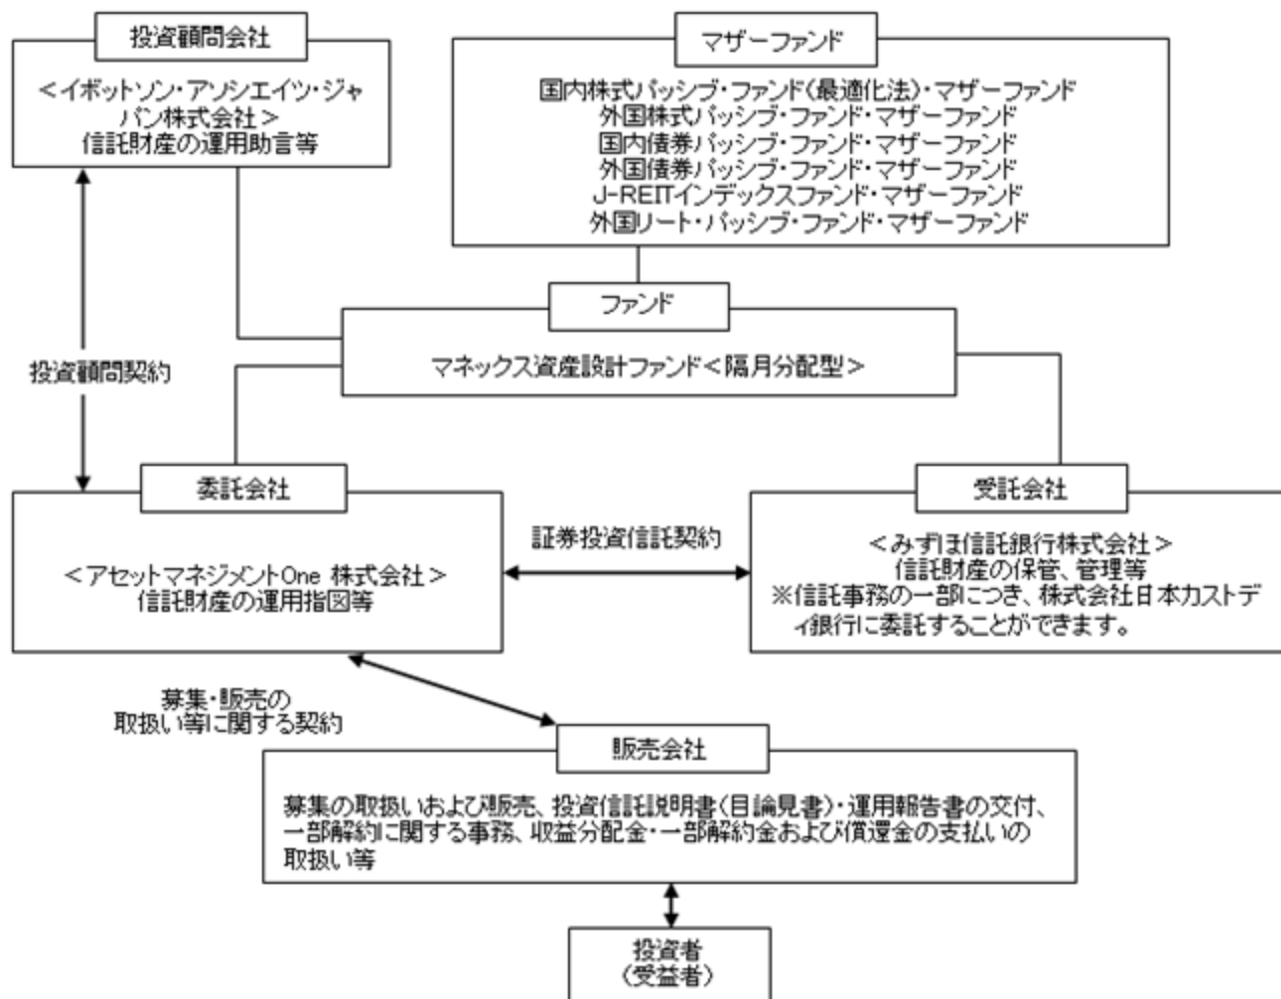 投資顧問会社
＜イボットソン・アソシエイツ・ジャ
パン株式会社＞
信託財産の運用助言等
マザーファンド
国内株式パッシブ・ファンド（最適化法）・マザーファンド
外国株式パッシブ・ファンド・マザーファンド
国内債券パッシブ・ファンド・マザーファンド
外国債券パッシブ・ファンド・マザーファンド
J-REITインデックスファンド・マザーファンド
外国リート・パッシブ・ファンド・マザーファンド
ファンド
マネックス資産設計ファンド＜隔月分配型＞
投資顧問契約
委託会社
＜アセットマネジメントOne 株式会社＞
信託財産の運用指図等
証券投資信託契約
受託会社
＜みずほ信託銀行株式会社＞
信託財産の保管、管理等
※信託事務の一部につき、株式会社日本カストデ
ィ銀行に委託することができます。
募集・販売の
取扱い等に関する契約
販売会社
募集の取扱いおよび販売、投資信託説明書（目論見書）・運用報告書の交付、
一部解約に関する事務、収益分配金・一部解約金および償還金の支払いの
取扱い等
投資者
（受益者）